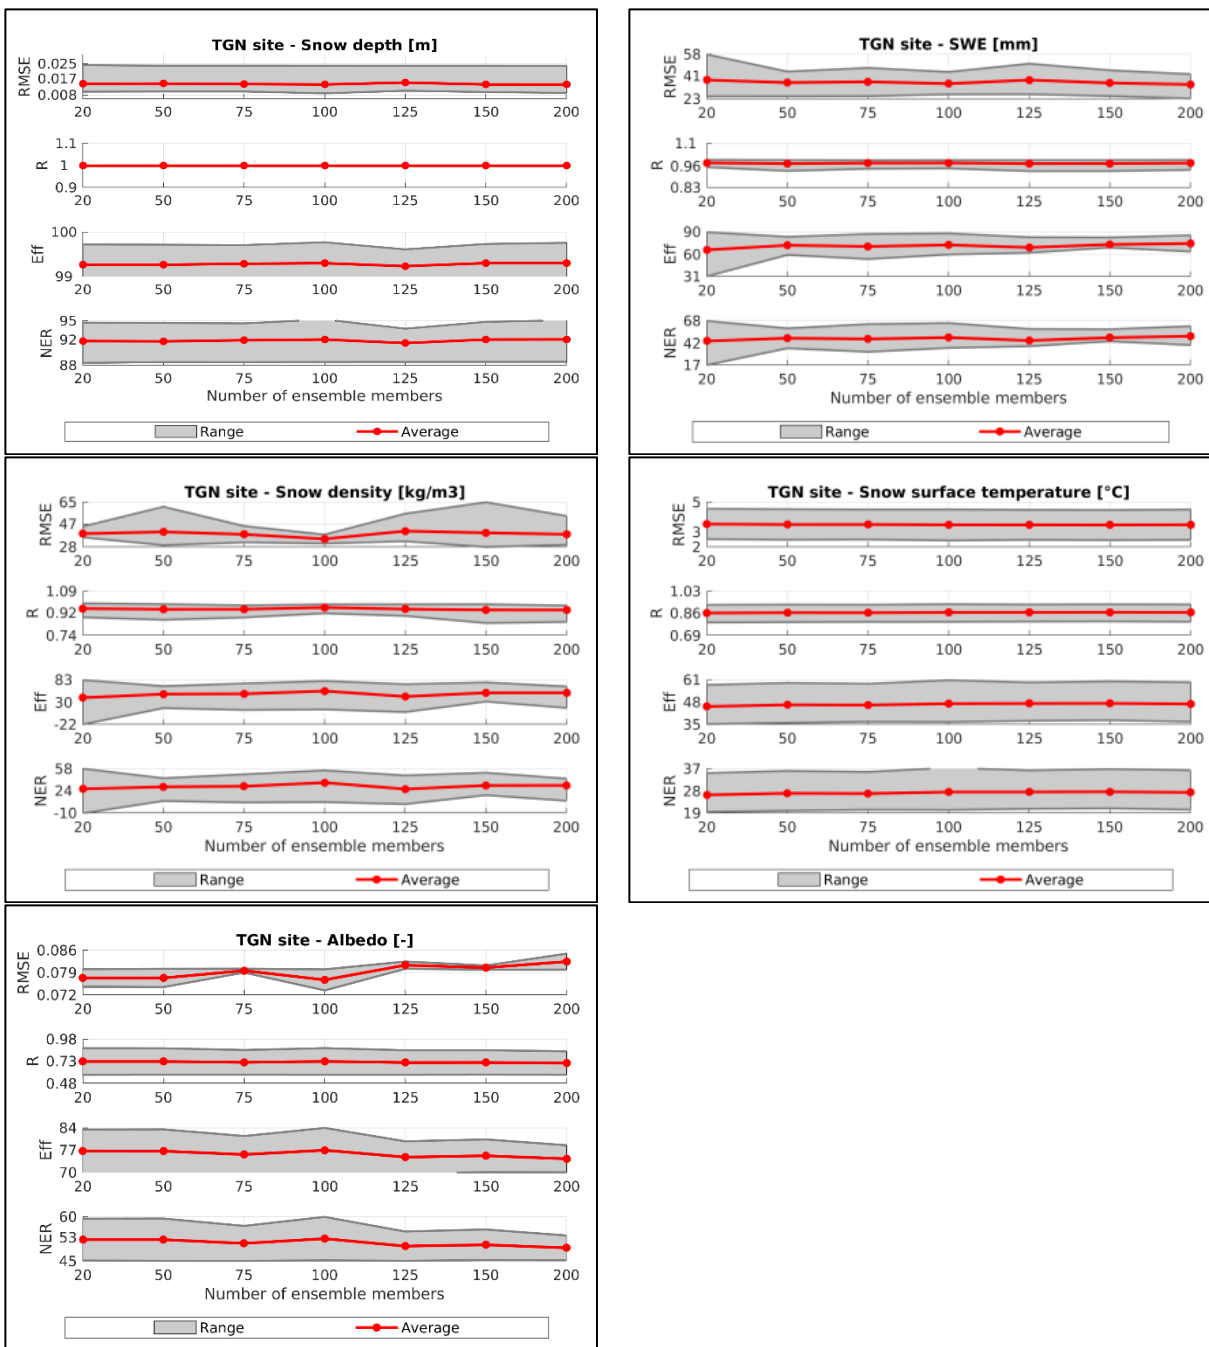 TGN site - Snow depth [m]
RMSE
0.025
0.017
0.008
20 50 75 100 125 150 200
R
1.1
1
0.9
20 50 75 100 125 150 200
Eff
100
99
20 50 75 100 125 150 200
NER
95
92
88
20 50 75 100 125 150 200
Number of ensemble members
Range Average
TGN site - SWE [mm]
RMSE
58
41
23
20 50 75 100 125 150 200
R
1.1
0.96
0.83
20 50 75 100 125 150 200
Eff
90
60
31
20 50 75 100 125 150 200
NER
68
42
17
20 50 75 100 125 150 200
Number of ensemble members
Range Average
TGN site - Snow density [kg/m3]
RMSE
65
47
28
20 50 75 100 125 150 200
R
1.09
0.92
0.74
20 50 75 100 125 150 200
Eff
83
30
-22
20 50 75 100 125 150 200
NER
58
24
-10
20 50 75 100 125 150 200
Number of ensemble members
Range Average
TGN site - Snow surface temperature [°C]
RMSE
5
3
2
20 50 75 100 125 150 200
R
1.03
0.86
0.69
20 50 75 100 125 150 200
Eff
61
48
35
20 50 75 100 125 150 200
NER
37
28
19
20 50 75 100 125 150 200
Number of ensemble members
Range Average
TGN site - Albedo [-]
RMSE
0.086
0.079
0.072
20 50 75 100 125 150 200
R
0.98
0.73
0.48
20 50 75 100 125 150 200
Eff
84
77
70
20 50 75 100 125 150 200
NER
60
53
45
20 50 75 100 125 150 200
Number of ensemble members
Range Average